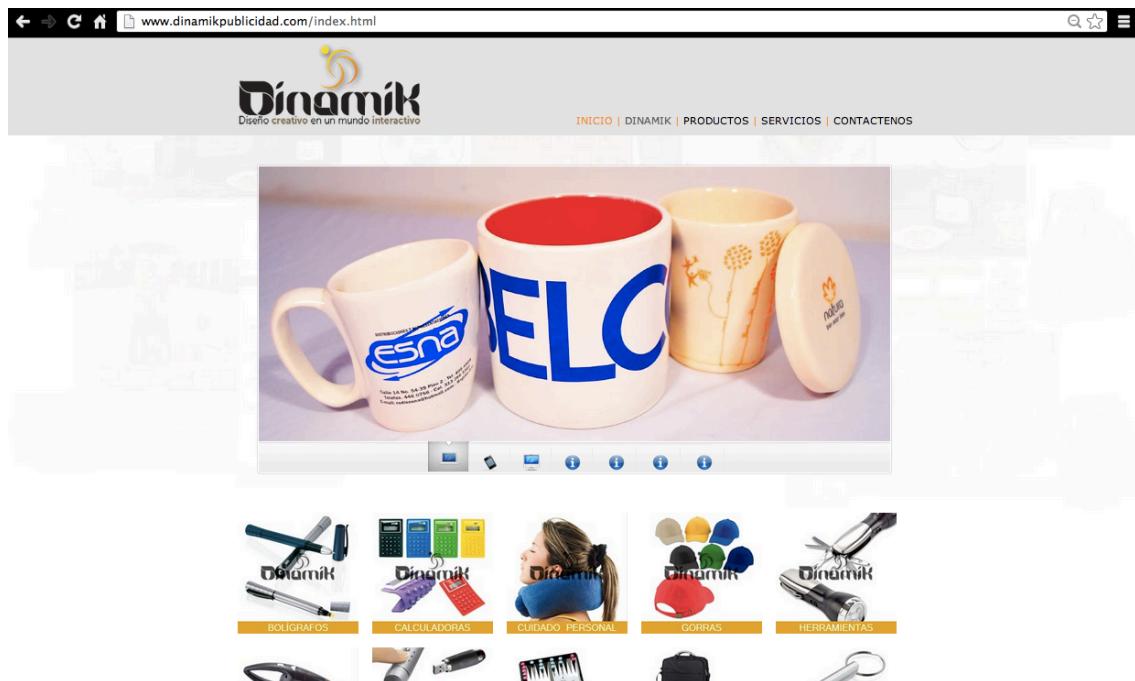 www.dinamikpublicidad.com/index.html
Dinamik
Diseño creativo en un mundo interactivo
INICIO | DINAMIK | PRODUCTOS | SERVICIOS | CONTACTENOS
esna
BELC
natura
Dinamik
Dinamik
Dinamik
Dinamik
Dinamik
BOLÍGRAFOS
CALCULADORAS
CUIDADO PERSONAL
GORRAS
HERRAMIENTAS